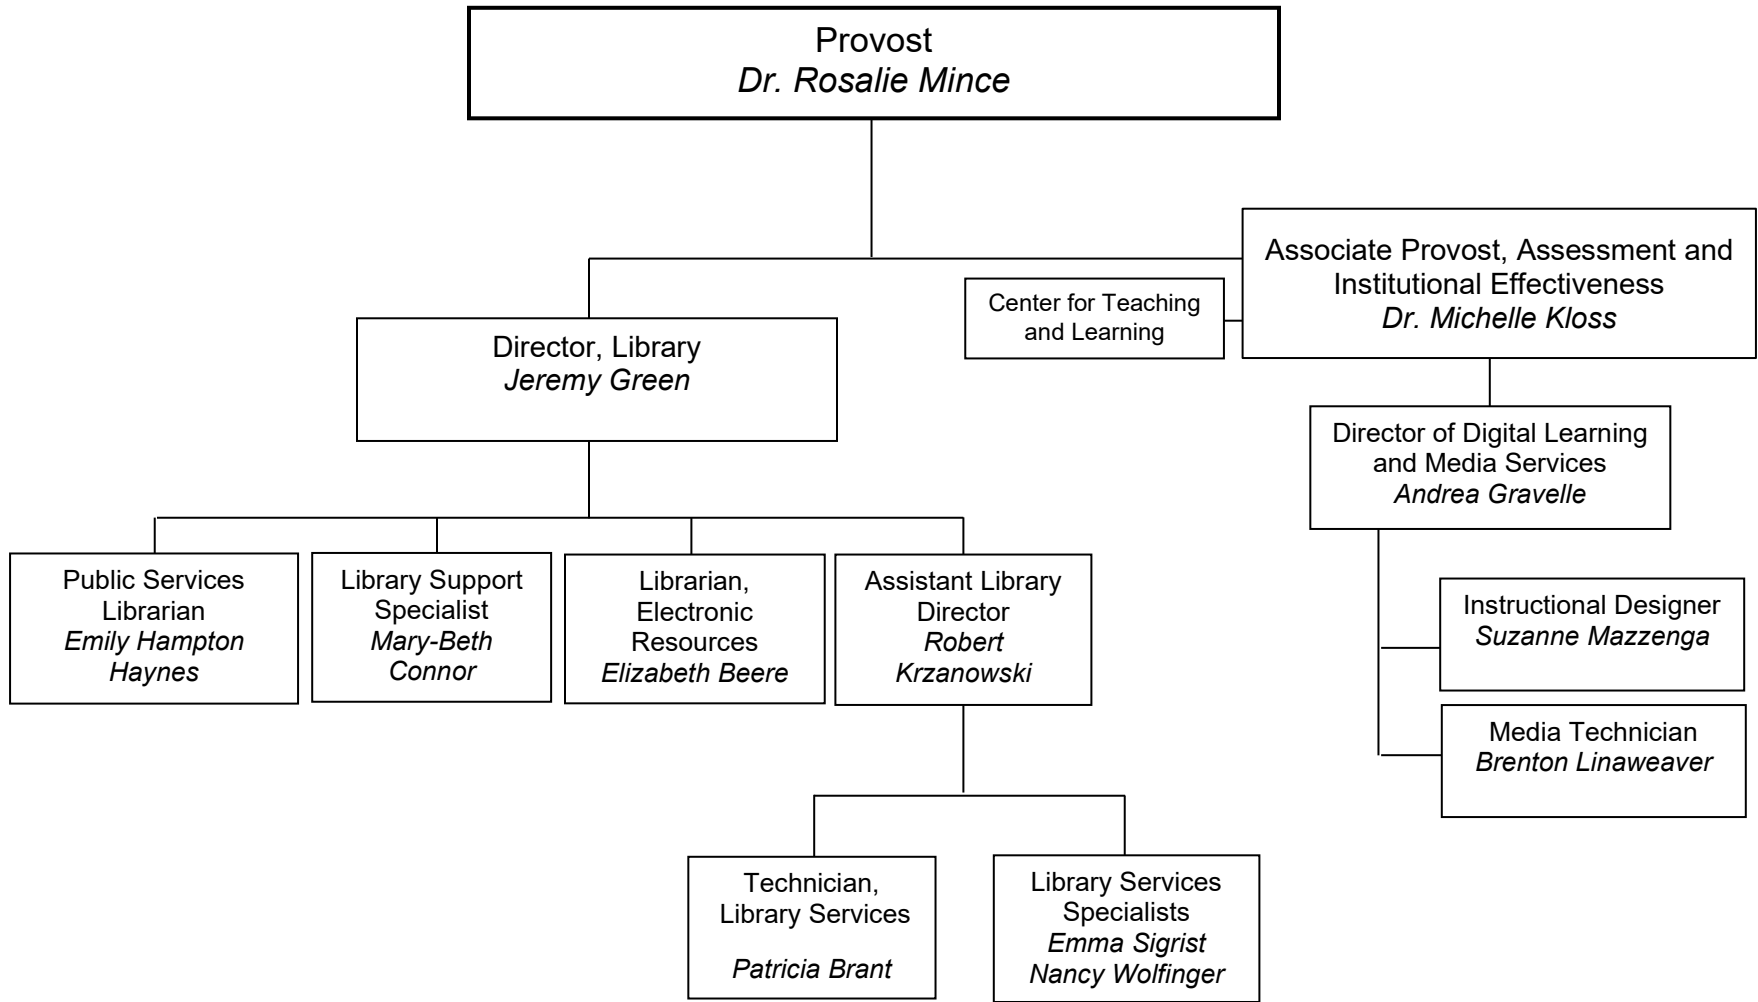 Provost
Dr. Rosalie Mince
Associate Provost, Assessment and
Institutional Effectiveness
Dr. Michelle Kloss
Center for Teaching
and Learning
Director, Library
Jeremy Green
Director of Digital Learning
and Media Services
Andrea Gravelle
Public Services
Librarian
Emily Hampton
Haynes
Library Support
Specialist
Mary-Beth
Connor
Librarian,
Electronic
Resources
Elizabeth Beere
Assistant Library
Director
Robert
Krzanowski
Instructional Designer
Suzanne Mazzenga
Media Technician
Brenton Linaweaver
Technician,
Library Services
Patricia Brant
Library Services
Specialists
Emma Sigrist
Nancy Wolfinger